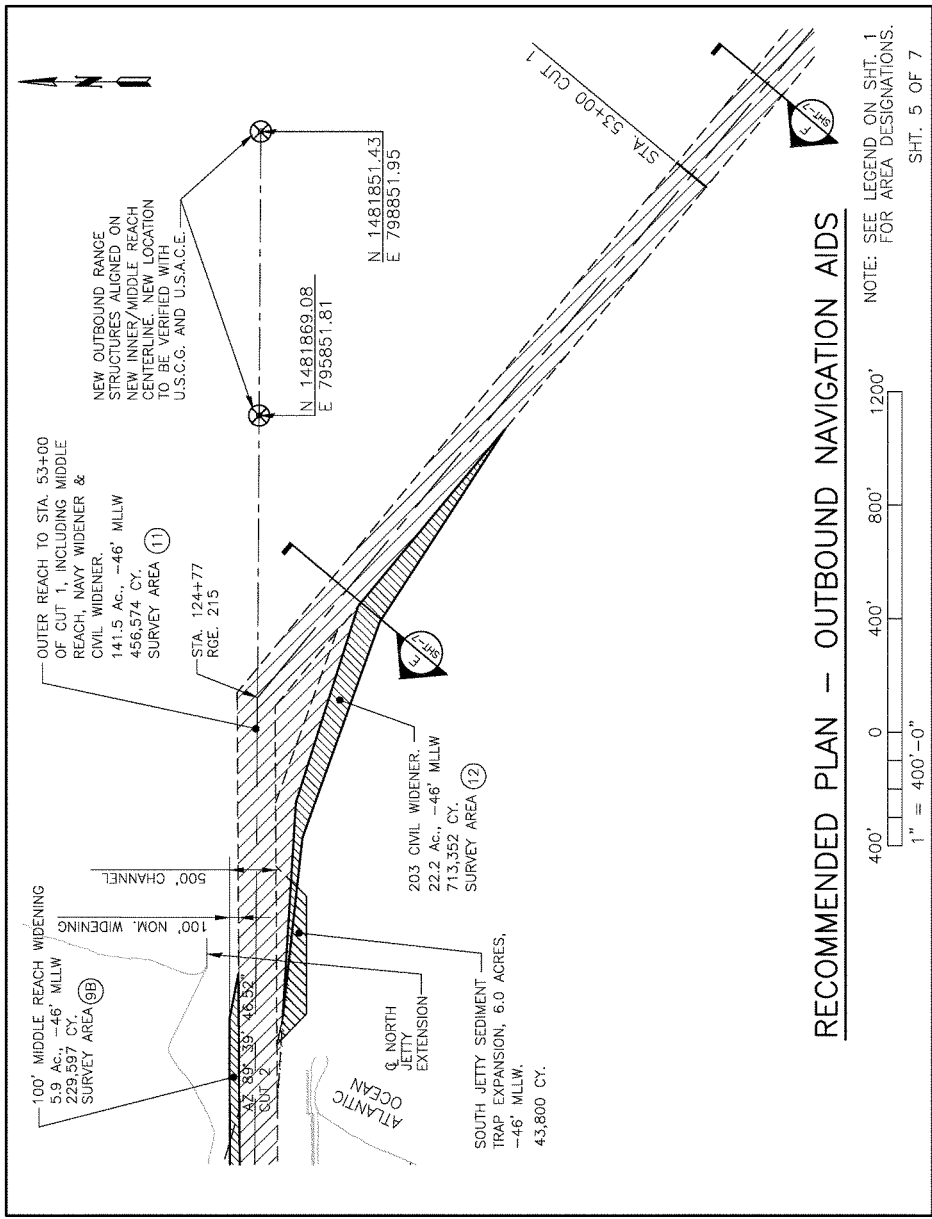 100' MIDDLE REACH WIDENING
5.9 Ac., -46' MLLW
229,597 CY.
SURVEY AREA 9B
100' NOM. WIDENING
500' CHANNEL
OUTER REACH TO STA. 53+00
OF CUT 1, INCLUDING MIDDLE
REACH, NAVY WIDENER &
CIVIL WIDENER.
141.5 Ac., -46' MLLW
456,574 CY.
SURVEY AREA 11
STA. 124+77
RGE. 215
NEW OUTBOUND RANGE
STRUCTURES ALIGNED ON
NEW INNER/MIDDLE REACH
CENTERLINE. NEW LOCATION
TO BE VERIFIED WITH
U.S.C.G. AND U.S.A.C.E.
N
N 1481869.08
E 795851.81
N 1481851.43
E 798851.95
AZ 89° 39' 46.52"
CUT 2
ATLANTIC
OCEAN
℄ NORTH
JETTY
EXTENSION
SOUTH JETTY SEDIMENT
TRAP EXPANSION, 6.0 ACRES,
-46' MLLW.
43,800 CY.
203 CIVIL WIDENER.
22.2 Ac., -46' MLLW
713,352 CY.
SURVEY AREA 12
E
SHT-7
STA. 53+00 CUT 1
F
SHT-7
RECOMMENDED PLAN - OUTBOUND NAVIGATION AIDS
400' 0 400' 800' 1200'
1" = 400'-0"
NOTE: SEE LEGEND ON SHT. 1
FOR AREA DESIGNATIONS.
SHT. 5 OF 7